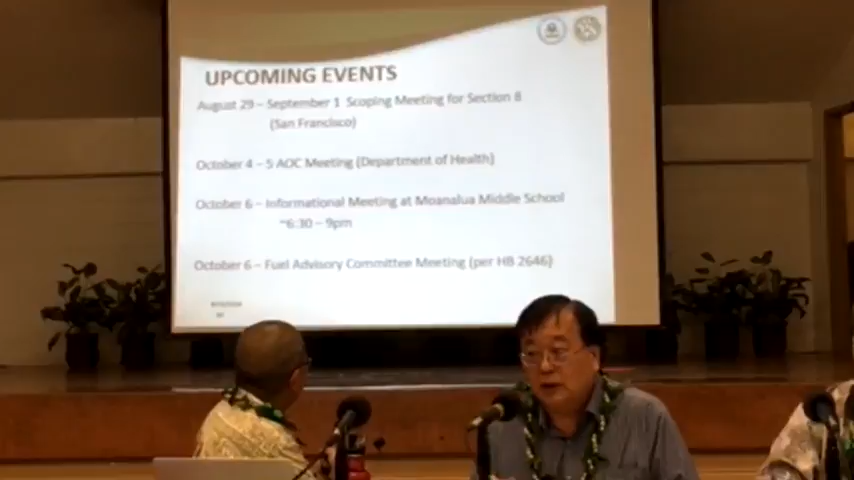 UPCOMING EVENTS
August 29 – September 1 Scoping Meeting for Section 8
(San Francisco)
October 4 – 5 AOC Meeting (Department of Health)
October 6 – Informational Meeting at Moanalua Middle School
~6:30 – 9pm
October 6 – Fuel Advisory Committee Meeting (per HB 2646)